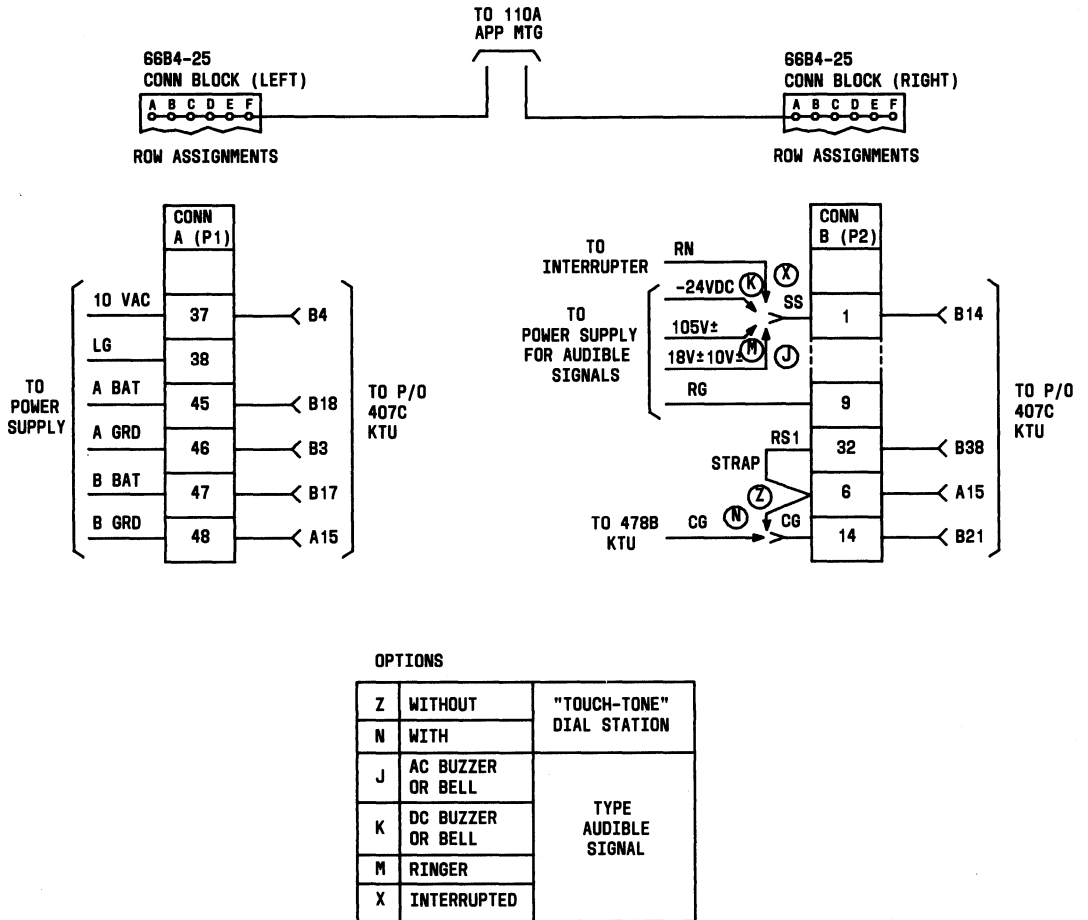 TO 110A
APP MTG
66B4-25
CONN BLOCK (LEFT)
A B C D E F
ROW ASSIGNMENTS
66B4-25
CONN BLOCK (RIGHT)
A B C D E F
ROW ASSIGNMENTS
CONN
A (P1)
TO
POWER
SUPPLY
10 VAC 37 B4
LG 38
A BAT 45 B18
A GRD 46 B3
B BAT 47 B17
B GRD 48 A15
TO P/O
407C
KTU
CONN
B (P2)
TO
INTERRUPTER
RN
X
K
-24VDC
SS 1 B14
TO
POWER SUPPLY
FOR AUDIBLE
SIGNALS
105V±
M
18V±10V±
J
RG 9
RS1 32 B38
STRAP
Z
6 A15
TO 478B
KTU
CG N CG 14 B21
TO P/O
407C
KTU
OPTIONS
Z WITHOUT
N WITH
"TOUCH-TONE"
DIAL STATION
J AC BUZZER
OR BELL
K DC BUZZER
OR BELL
M RINGER
X INTERRUPTED
TYPE
AUDIBLE
SIGNAL